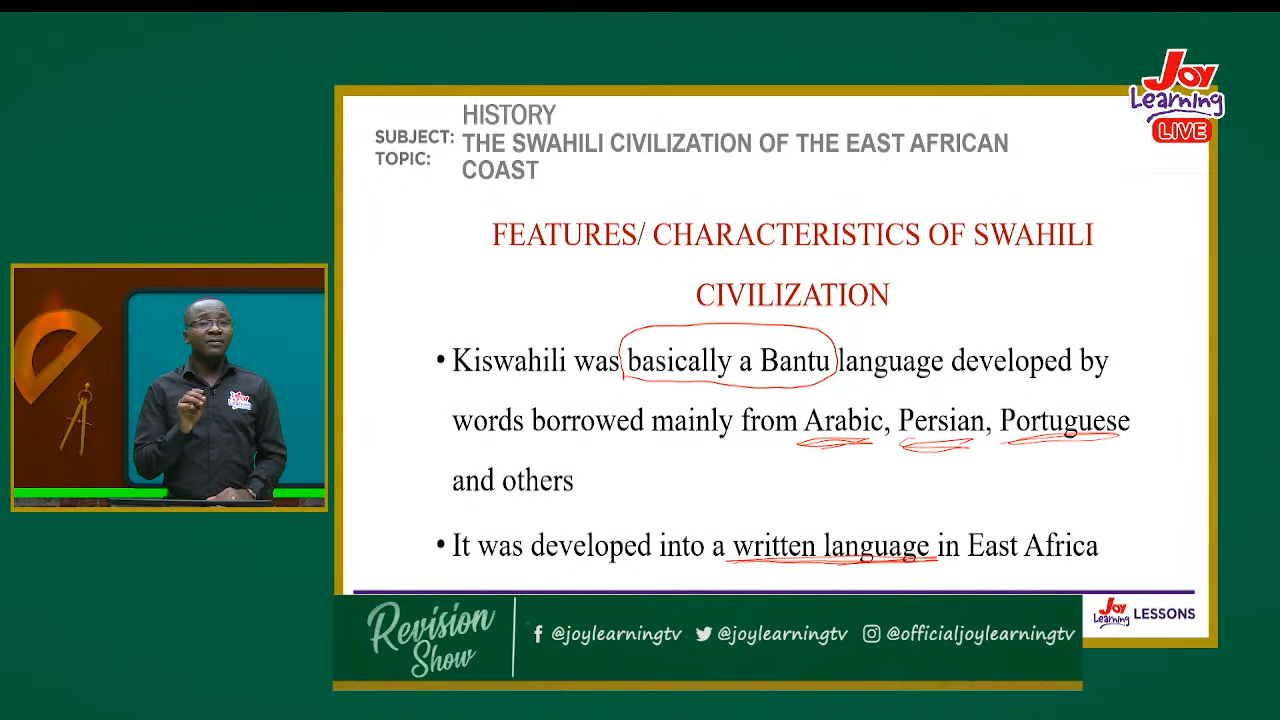 Joy
Learning
LIVE
HISTORY
SUBJECT: THE SWAHILI CIVILIZATION OF THE EAST AFRICAN
TOPIC: COAST
FEATURES/ CHARACTERISTICS OF SWAHILI
CIVILIZATION
• Kiswahili was basically a Bantu language developed by
words borrowed mainly from Arabic, Persian, Portuguese
and others
• It was developed into a written language in East Africa
Joy
Learning
Joy Learning LESSONS
Revision
Show
@joylearningtv @joylearningtv @officialjoylearningtv